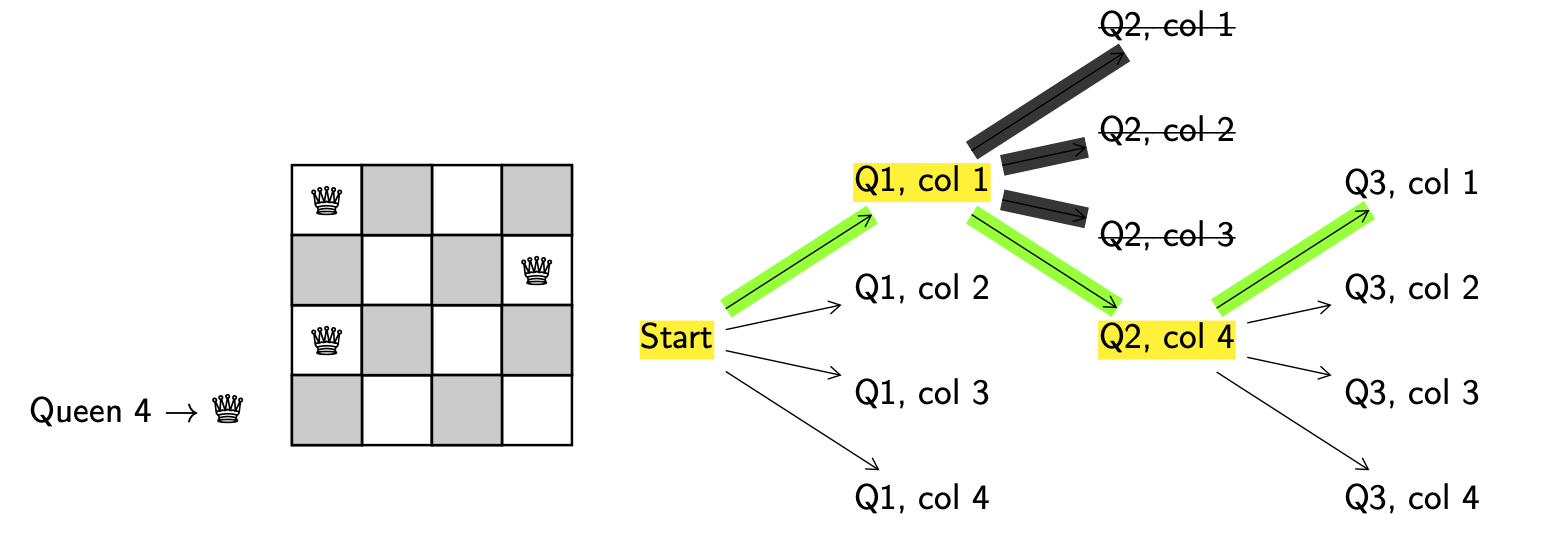 Queen 4 → ♛
Start
Q1, col 1
Q1, col 2
Q1, col 3
Q1, col 4
Q2, col 1
Q2, col 2
Q2, col 3
Q2, col 4
Q3, col 1
Q3, col 2
Q3, col 3
Q3, col 4